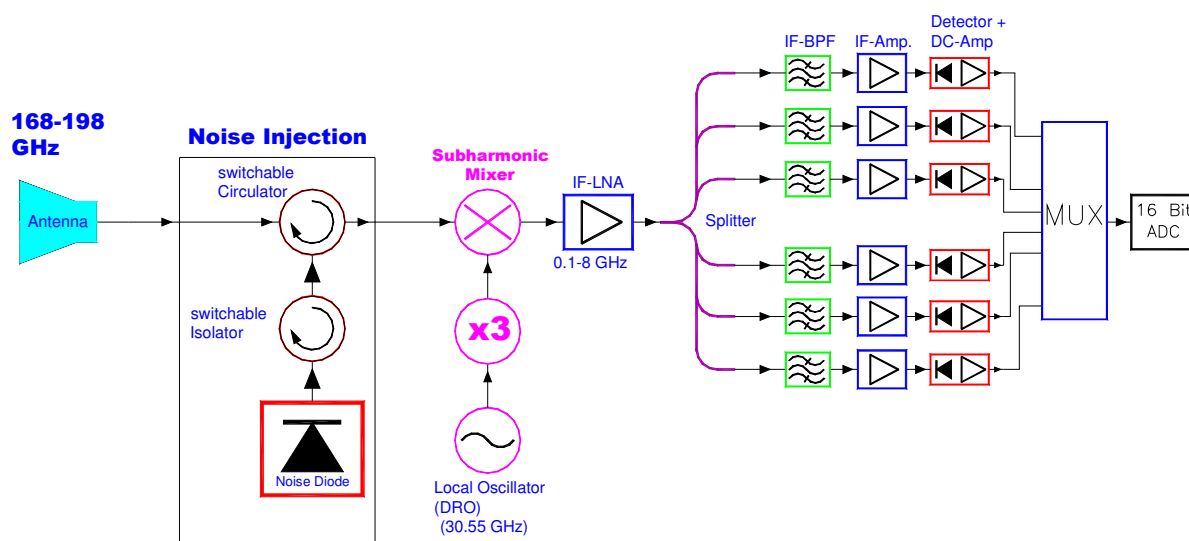 168-198
GHz
Antenna
Noise Injection
switchable
Circulator
switchable
Isolator
Noise Diode
Subharmonic
Mixer
x3
Local Oscillator
(DRO)
(30.55 GHz)
IF-LNA
0.1-8 GHz
Splitter
IF-BPF
IF-Amp.
Detector +
DC-Amp
MUX
16 Bit
ADC